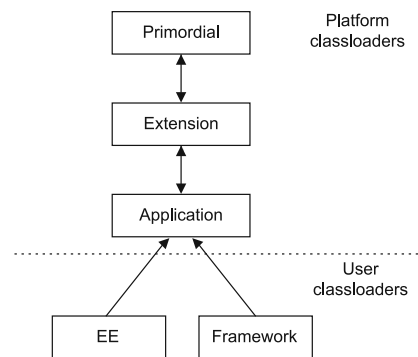 Primordial
Platform
classloaders
Extension
Application
User
classloaders
EE
Framework